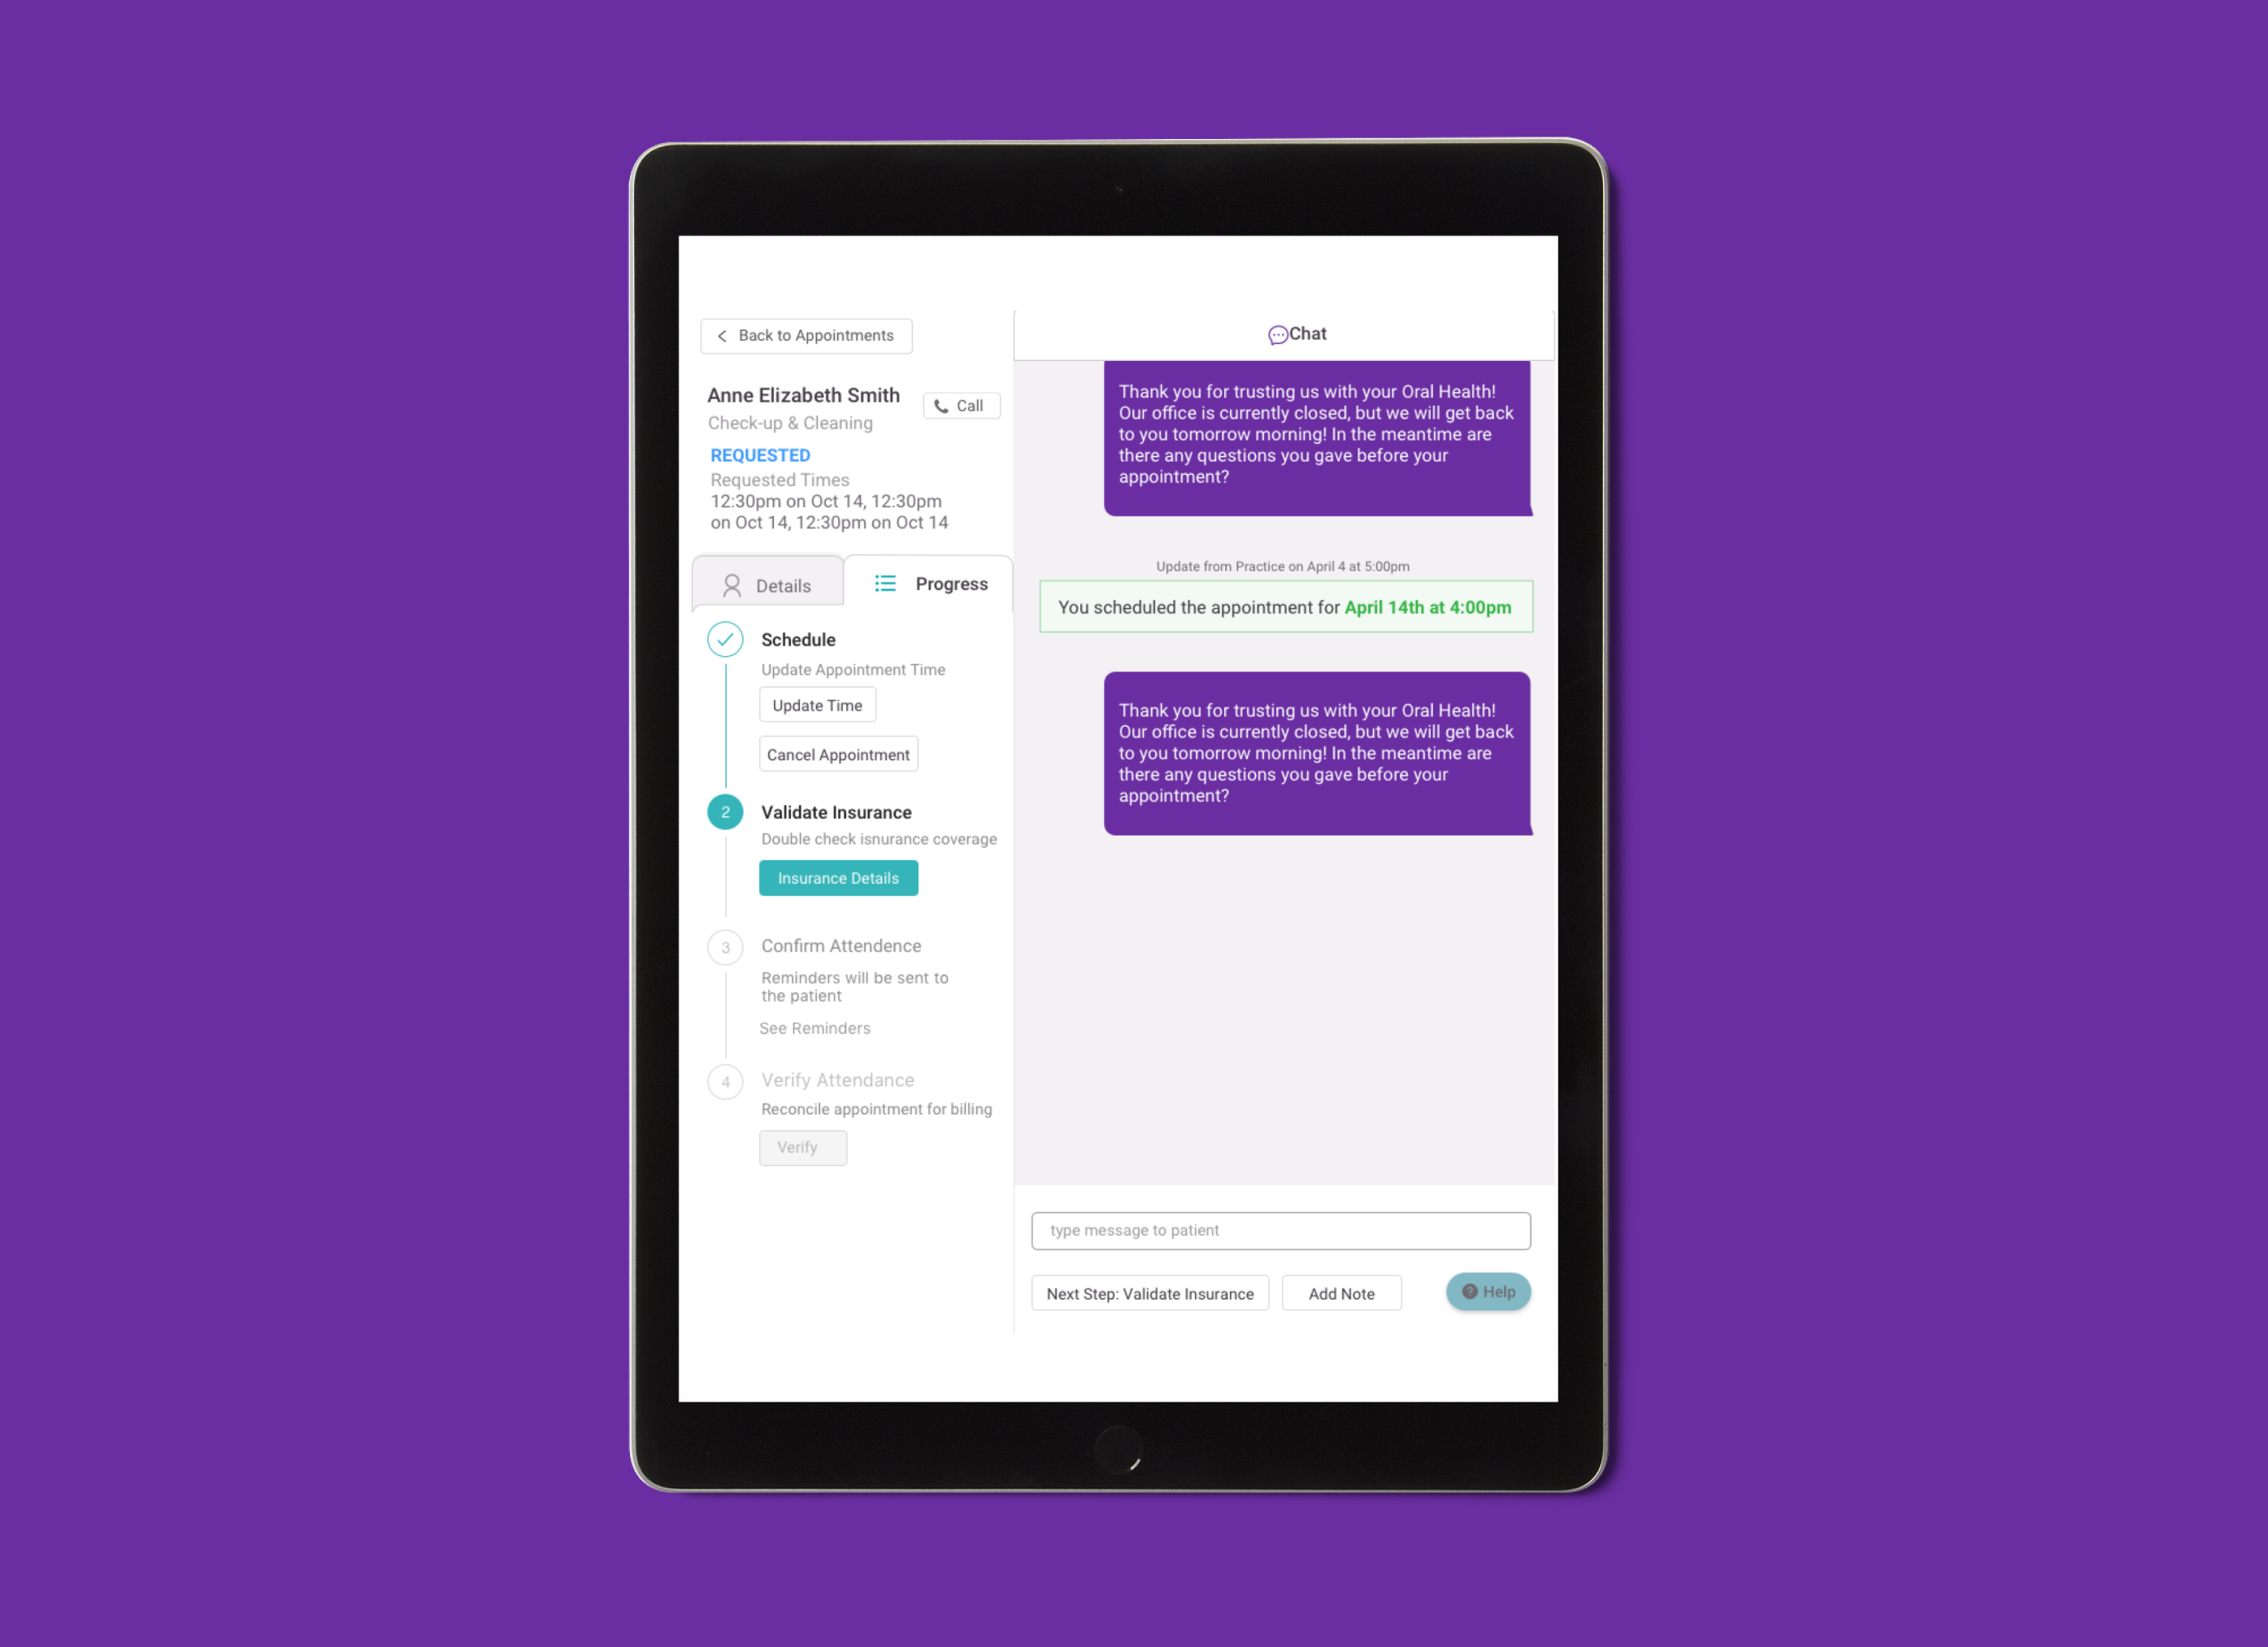 Back to Appointments
Anne Elizabeth Smith
Call
Check-up & Cleaning
REQUESTED
Requested Times
12:30pm on Oct 14, 12:30pm
on Oct 14, 12:30pm on Oct 14
Details
Progress
Schedule
Update Appointment Time
Update Time
Cancel Appointment
2
Validate Insurance
Double check isnurance coverage
Insurance Details
3
Confirm Attendence
Reminders will be sent to
the patient
See Reminders
4
Verify Attendance
Reconcile appointment for billing
Verify
Chat
Thank you for trusting us with your Oral Health!
Our office is currently closed, but we will get back
to you tomorrow morning! In the meantime are
there any questions you gave before your
appointment?
Update from Practice on April 4 at 5:00pm
You scheduled the appointment for April 14th at 4:00pm
Thank you for trusting us with your Oral Health!
Our office is currently closed, but we will get back
to you tomorrow morning! In the meantime are
there any questions you gave before your
appointment?
type message to patient
Next Step: Validate Insurance
Add Note
? Help